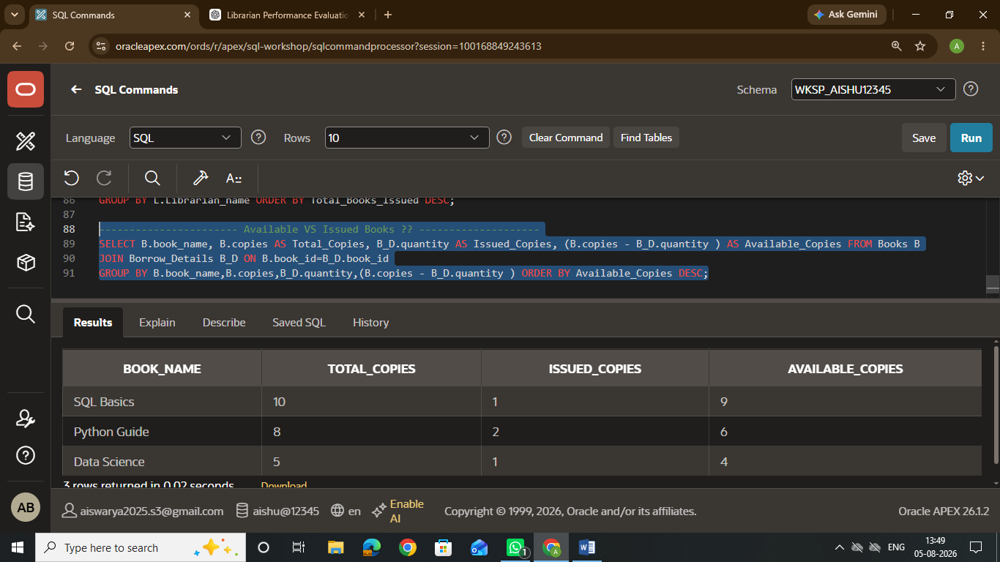 SQL Commands
Librarian Performance Evaluatio
Ask Gemini
oracleapex.com/ords/r/apex/sql-workshop/sqlcommandprocessor?session=100168849243613
A
SQL Commands
Schema
WKSP_AISHU12345
Language
SQL
Rows
10
Clear Command
Find Tables
Save
Run
86 GROUP BY L.Librarian_name ORDER BY Total_Books_Issued DESC;
87
88 ----------------------- Available VS Issued Books ?? --------------------
89 SELECT B.book_name, B.copies AS Total_Copies, B_D.quantity AS Issued_Copies, (B.copies - B_D.quantity ) AS Available_Copies FROM Books B
90 JOIN Borrow_Details B_D ON B.book_id=B_D.book_id
91 GROUP BY B.book_name,B.copies,B_D.quantity,(B.copies - B_D.quantity ) ORDER BY Available_Copies DESC;
Results
Explain
Describe
Saved SQL
History
BOOK_NAME TOTAL_COPIES ISSUED_COPIES AVAILABLE_COPIES
SQL Basics 10 1 9
Python Guide 8 2 6
Data Science 5 1 4
3 rows returned in 0.02 seconds Download
AB
aiswarya2025.s3@gmail.com
aishu@12345
en
Enable
AI
Copyright © 1999, 2026, Oracle and/or its affiliates.
Oracle APEX 26.1.2
Type here to search
1
A
ENG
13:49
05-08-2026